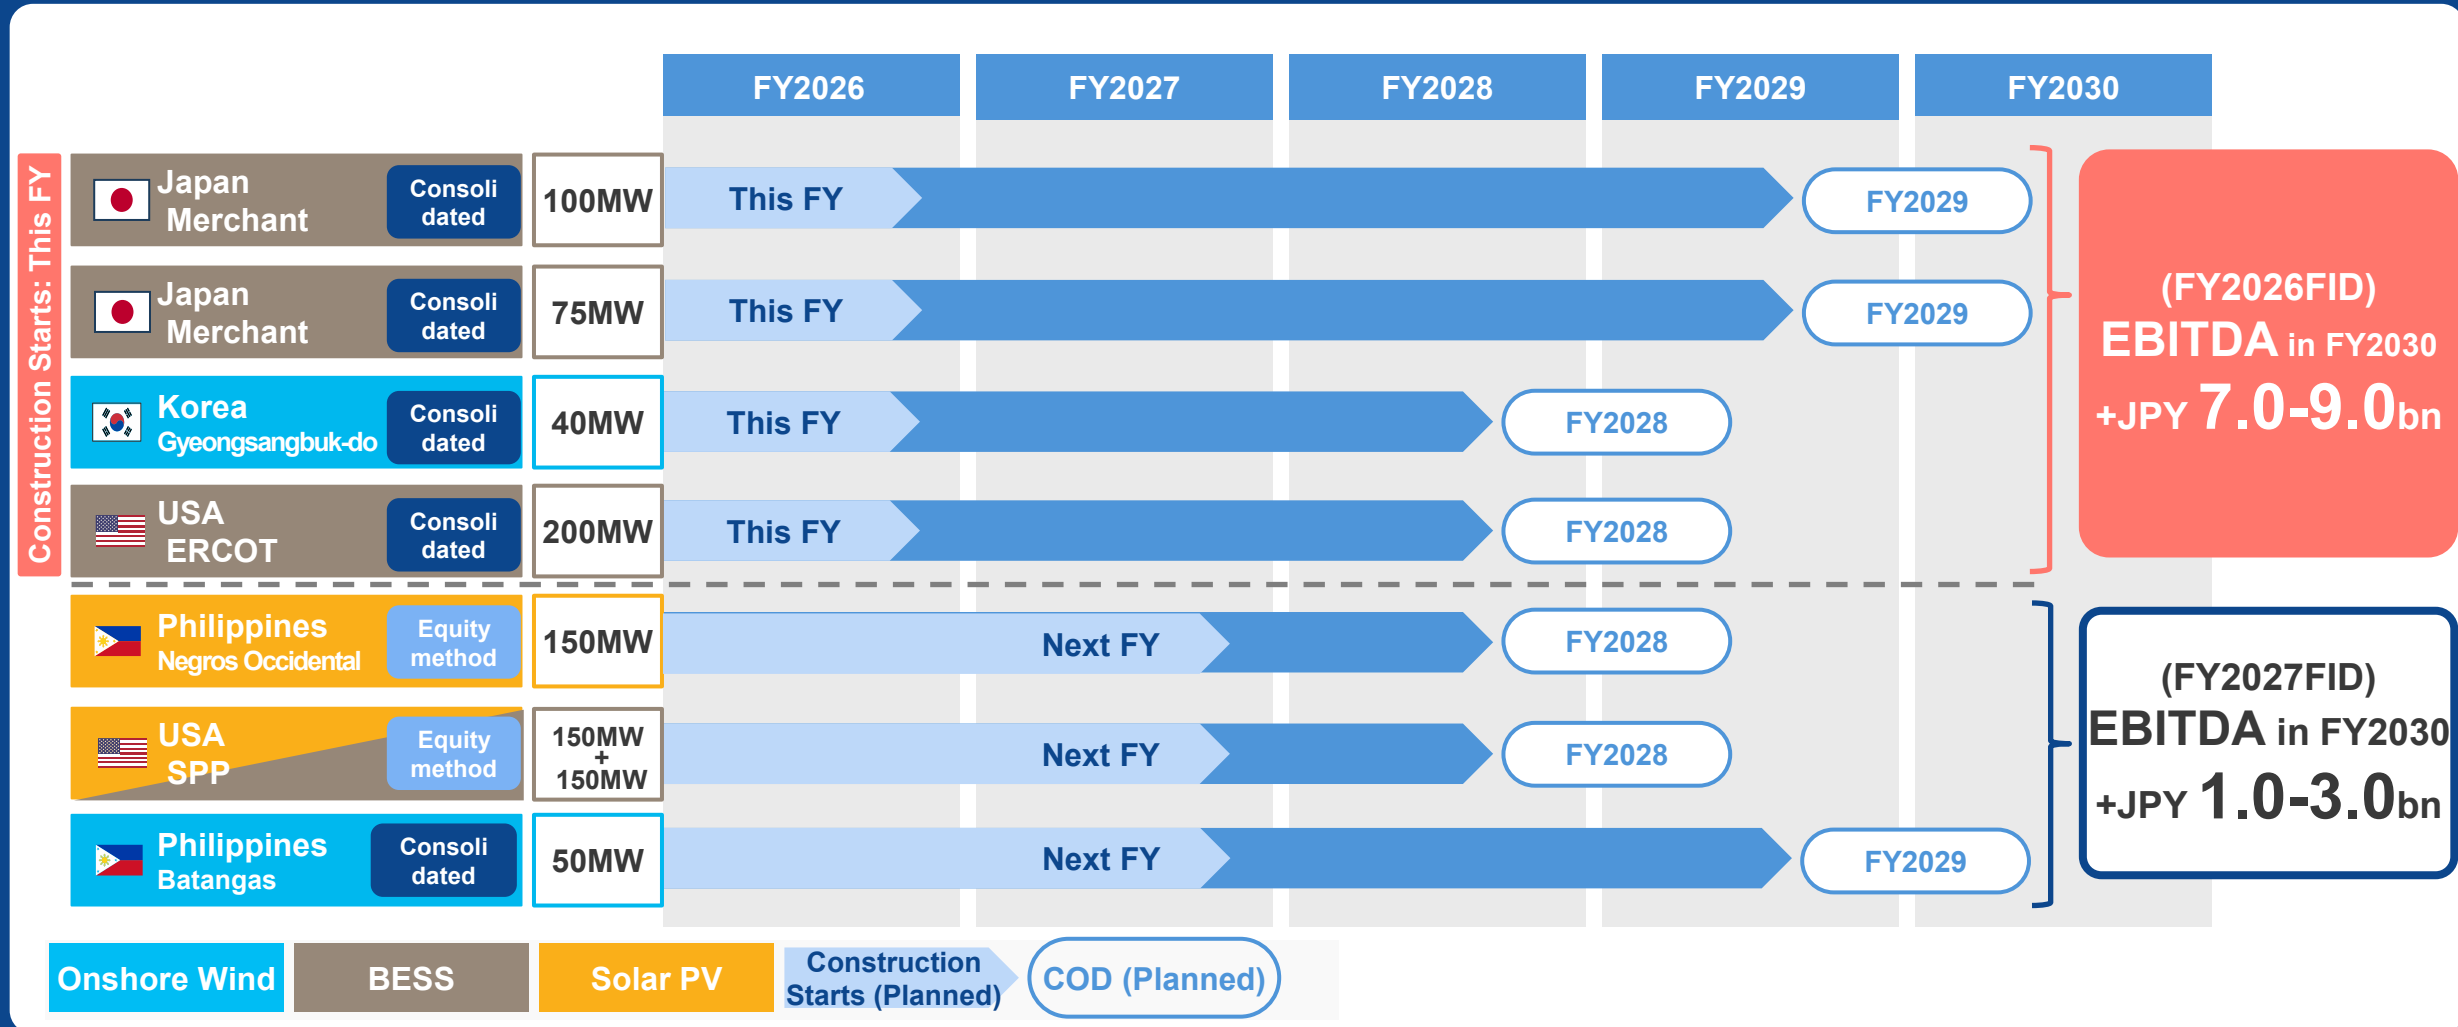 FY2026 FY2027 FY2028 FY2029 FY2030
Construction Starts: This FY
Japan
Merchant
Consoli
dated
100MW
This FY
FY2029
Japan
Merchant
Consoli
dated
75MW
This FY
FY2029
Korea
Gyeongsangbuk-do
Consoli
dated
40MW
This FY
FY2028
USA
ERCOT
Consoli
dated
200MW
This FY
FY2028
(FY2026FID)
EBITDA in FY2030
+JPY 7.0-9.0bn
Philippines
Negros Occidental
Equity
method
150MW
Next FY
FY2028
USA
SPP
Equity
method
150MW
+
150MW
Next FY
FY2028
Philippines
Batangas
Consoli
dated
50MW
Next FY
FY2029
(FY2027FID)
EBITDA in FY2030
+JPY 1.0-3.0bn
Onshore Wind
BESS
Solar PV
Construction
Starts (Planned)
COD (Planned)